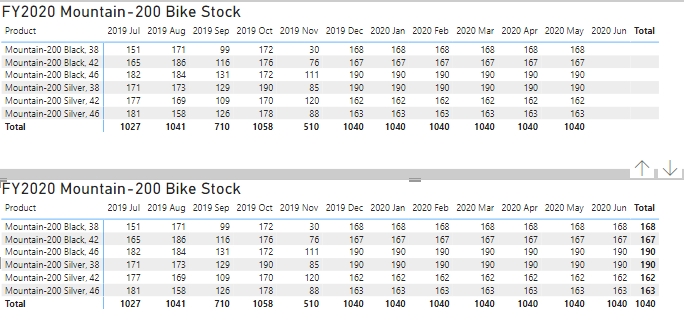 FY2020 Mountain-200 Bike Stock
Product 2019 Jul 2019 Aug 2019 Sep 2019 Oct 2019 Nov 2019 Dec 2020 Jan 2020 Feb 2020 Mar 2020 Apr 2020 May 2020 Jun Total
Mountain-200 Black, 38 151 171 99 172 30 168 168 168 168 168 168
Mountain-200 Black, 42 165 186 116 176 76 167 167 167 167 167 167
Mountain-200 Black, 46 182 184 131 172 111 190 190 190 190 190 190
Mountain-200 Silver, 38 171 173 129 190 85 190 190 190 190 190 190
Mountain-200 Silver, 42 177 169 109 170 120 162 162 162 162 162 162
Mountain-200 Silver, 46 181 158 126 178 88 163 163 163 163 163 163
Total 1027 1041 710 1058 510 1040 1040 1040 1040 1040 1040
FY2020 Mountain-200 Bike Stock
Product 2019 Jul 2019 Aug 2019 Sep 2019 Oct 2019 Nov 2019 Dec 2020 Jan 2020 Feb 2020 Mar 2020 Apr 2020 May 2020 Jun Total
Mountain-200 Black, 38 151 171 99 172 30 168 168 168 168 168 168 168 168
Mountain-200 Black, 42 165 186 116 176 76 167 167 167 167 167 167 167 167
Mountain-200 Black, 46 182 184 131 172 111 190 190 190 190 190 190 190 190
Mountain-200 Silver, 38 171 173 129 190 85 190 190 190 190 190 190 190 190
Mountain-200 Silver, 42 177 169 109 170 120 162 162 162 162 162 162 162 162
Mountain-200 Silver, 46 181 158 126 178 88 163 163 163 163 163 163 163 163
Total 1027 1041 710 1058 510 1040 1040 1040 1040 1040 1040 1040 1040